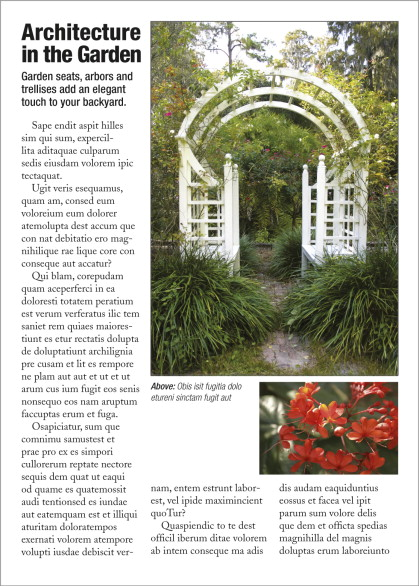 Architecture
in the Garden
Garden seats, arbors and
trellises add an elegant
touch to your backyard.
Sape endit aspit hilles
sim qui sum, expercil-
lita aditaquae culparum
sedis eiusdam volorem ipic
tectaquat.
Ugit veris esequamus,
quam am, consed eum
voloreium eum dolorer
atemolupta dest accum que
con nat debitatio ero mag-
nihilique rae lique core con
conseque aut accatur?
Qui blam, corepudam
quam aceperferci in ea
doloresti totatem peratium
est verum verferatus ilic tem
saniet rem quiaes maiores-
tiunt es etur rectatis dolupta
de doluptatiunt archilignia
pre cusam et lit es rempore
ne plam aut aut et ut et ut
arum cus ium fugit eos senis
nonsequo eos nam aruptum
faccuptas erum et fuga.
Osapiciatur, sum que
comnimu samustest et
prae pro ex es simpori
cullorerum reptate nectore
sequis dem quat ut eaqui
od quame es quatemossit
audi tentionsed es iundae
aut eatemquam est et illiqui
aturitam doloratempos
exernati volorem atempore
volupti iusdae debiscit ver-
Above: Obis isit fugitia dolo
etureni sinctam fugit aut
nam, entem estrunt labor-
est, vel ipide maximincient
quoTur?
Quaspiendic to te dest
officil iberum ditae volorem
ab intem conseque ma adis
dis audam eaquiduntius
eossus et facea vel ipit
parum sum volore delis
que dem et officta spedias
magnihilla del magnis
doluptas erum laboreiunto